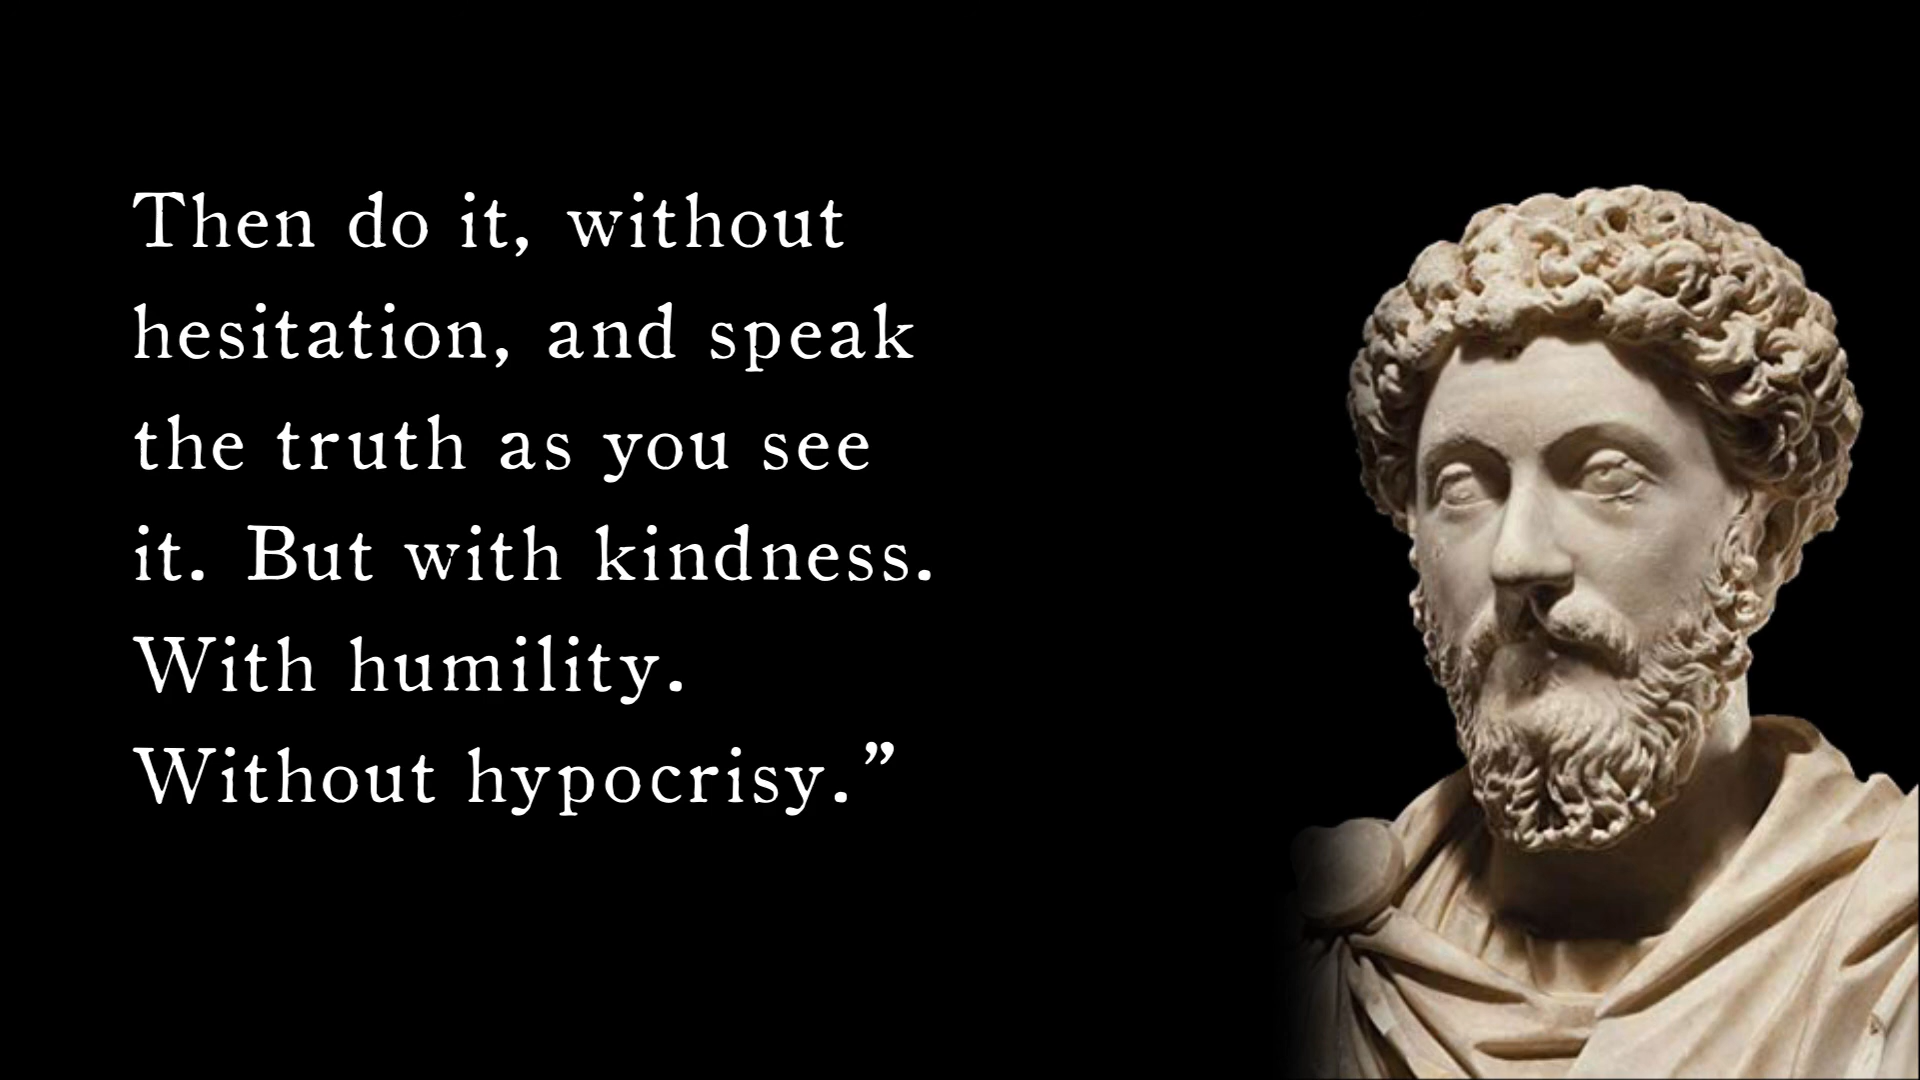 Then do it, without
hesitation, and speak
the truth as you see
it. But with kindness.
With humility.
Without hypocrisy.”